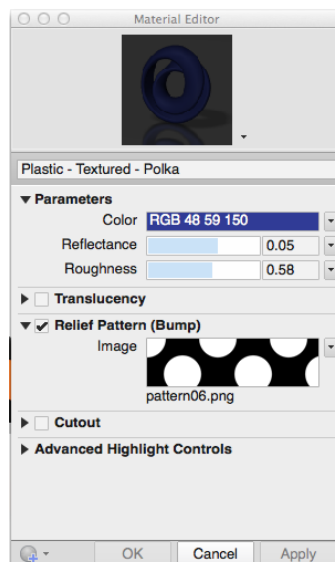 Material Editor
Plastic - Textured - Polka
Parameters
Color RGB 48 59 150
Reflectance 0.05
Roughness 0.58
Translucency
Relief Pattern (Bump)
Image
pattern06.png
Cutout
Advanced Highlight Controls
OK Cancel Apply